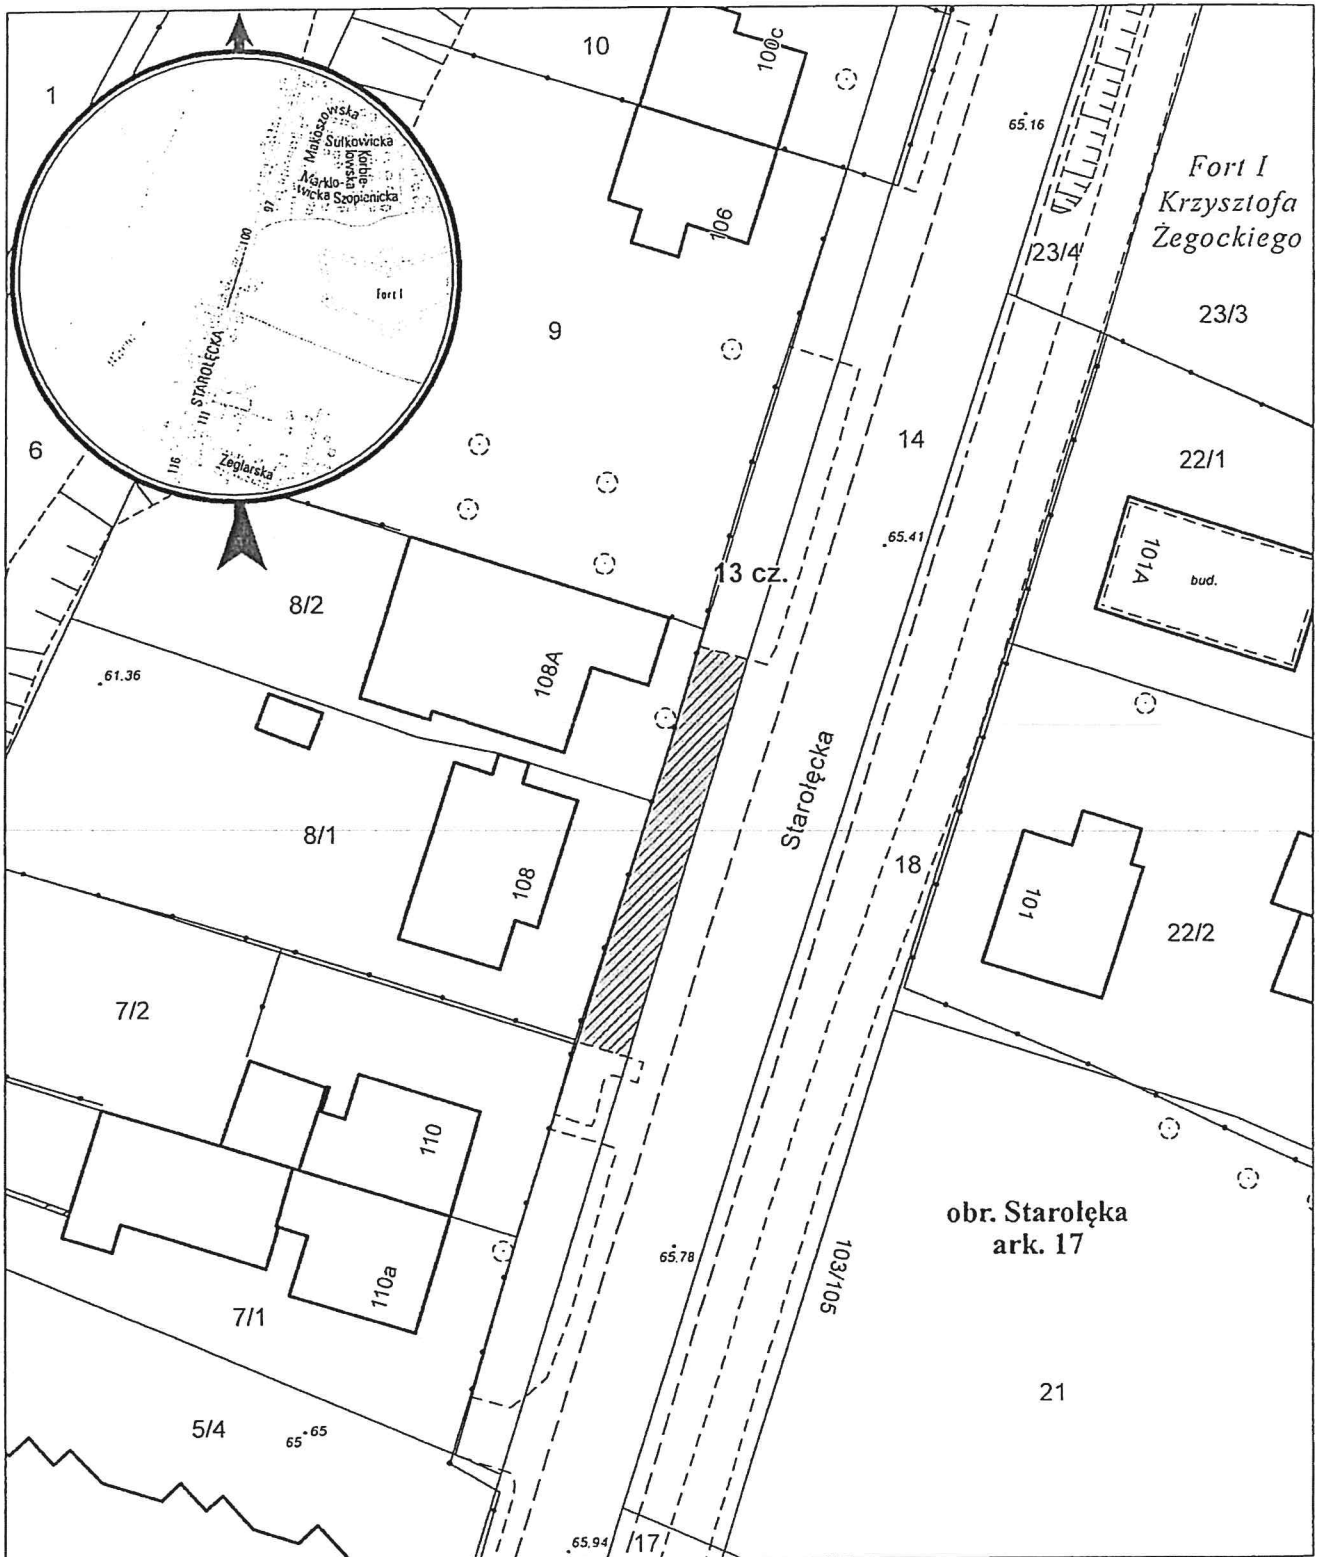 10
100c
1
65.16
Makoszowska
Sułkowicka
Korbie-
lowska
Marklo-
wicka Szopienicka
97
100
Fort I
STAROŁĘCKA
111
116
Żeglarska
Fort I
Krzysztofa
Żegockiego
106
23/4
23/3
9
6
14
22/1
65.41
13 cz.
101A
bud.
8/2
108A
61.36
Starołęcka
8/1
108
18
101
22/2
7/2
110
obr. Starołęka
ark. 17
65.78
103/105
110a
7/1
21
5/4
65.65
65.94
17